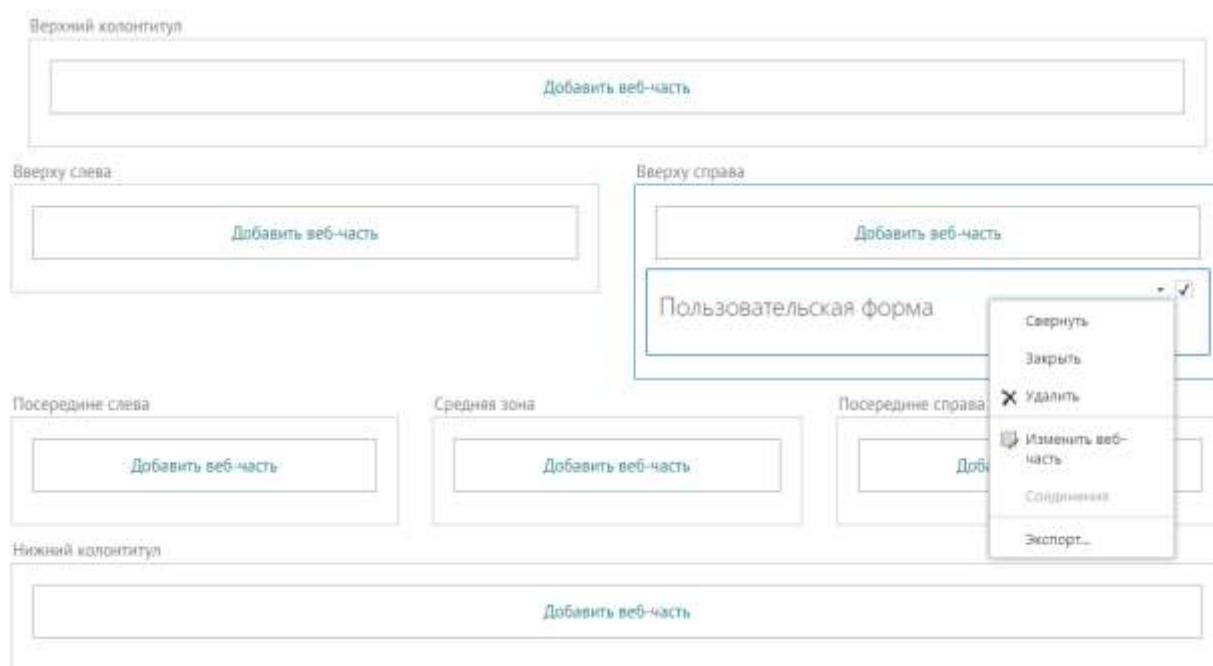 Верхний колонтитул
Добавить веб-часть
Вверху слева
Вверху справа
Добавить веб-часть
Добавить веб-часть
Пользовательская форма
Свернуть
Закрыть
Удалить
Изменить веб-
часть
Соединения
Экспорт...
Посередине слева
Средняя зона
Посередине справа
Добавить веб-часть
Добавить веб-часть
Доба
Нижний колонтитул
Добавить веб-часть